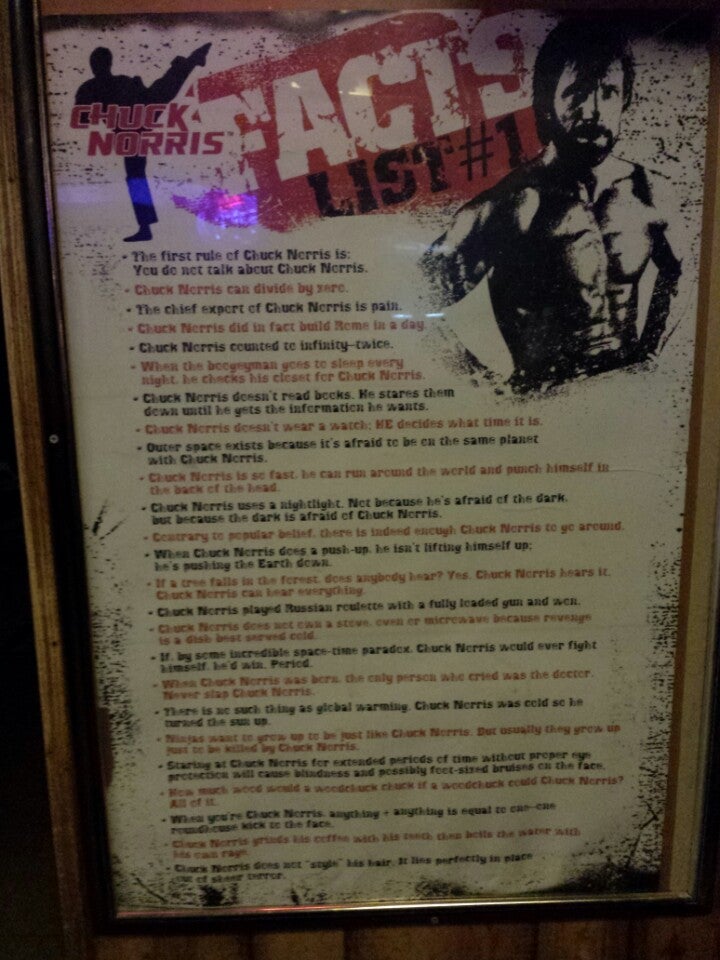 CHUCK
NORRIS™
FACTS
LIST #1
- The first rule of Chuck Norris is:
You do not talk about Chuck Norris.
- Chuck Norris can divide by zero.
- The chief export of Chuck Norris is pain.
- Chuck Norris did in fact build Rome in a day.
- Chuck Norris counted to infinity—twice.
- When the boogeyman goes to sleep every
night, he checks his closet for Chuck Norris.
- Chuck Norris doesn't read books. He stares them
down until he gets the information he wants.
- Chuck Norris doesn't wear a watch; HE decides what time it is.
- Outer space exists because it's afraid to be on the same planet
with Chuck Norris.
- Chuck Norris is so fast, he can run around the world and punch himself in
the back of the head.
- Chuck Norris uses a nightlight. Not because he's afraid of the dark,
but because the dark is afraid of Chuck Norris.
- Contrary to popular belief, there is indeed enough Chuck Norris to go around.
- When Chuck Norris does a push-up, he isn't lifting himself up;
he's pushing the Earth down.
- If a tree falls in the forest, does anybody hear? Yes. Chuck Norris hears it.
Chuck Norris can hear everything.
- Chuck Norris played Russian roulette with a fully loaded gun and won.
- Chuck Norris does not own a stove, oven or microwave because revenge
is a dish best served cold.
- If, by some incredible space-time paradox, Chuck Norris would ever fight
himself, he'd win. Period.
- When Chuck Norris was born, the only person who cried was the doctor.
Never slap Chuck Norris.
- There is no such thing as global warming. Chuck Norris was cold so he
turned the sun up.
- Ninjas want to grow up to be just like Chuck Norris. But usually they grow up
just to be killed by Chuck Norris.
- Staring at Chuck Norris for extended periods of time without proper eye
protection will cause blindness and possibly foot-sized bruises on the face.
- How much wood would a woodchuck chuck if a woodchuck could Chuck Norris?
All of it.
- When you're Chuck Norris, anything + anything is equal to one—one
roundhouse kick to the face.
- Chuck Norris grinds his coffee with his teeth then boils the water with
his own rage.
- Chuck Norris does not "style" his hair. It lies perfectly in place
out of sheer terror.